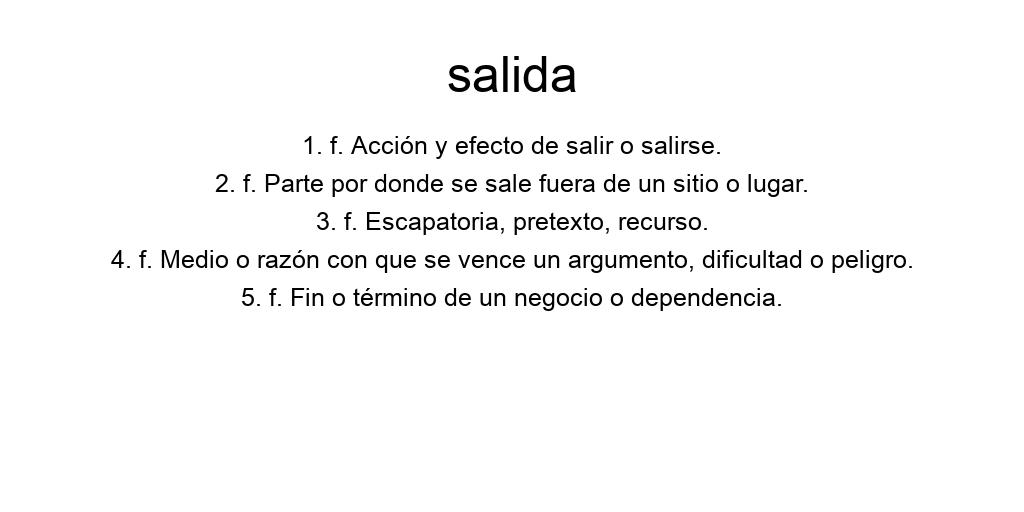 salida
1. f. Acción y efecto de salir o salirse.
2. f. Parte por donde se sale fuera de un sitio o lugar.
3. f. Escapatoria, pretexto, recurso.
4. f. Medio o razón con que se vence un argumento, dificultad o peligro.
5. f. Fin o término de un negocio o dependencia.